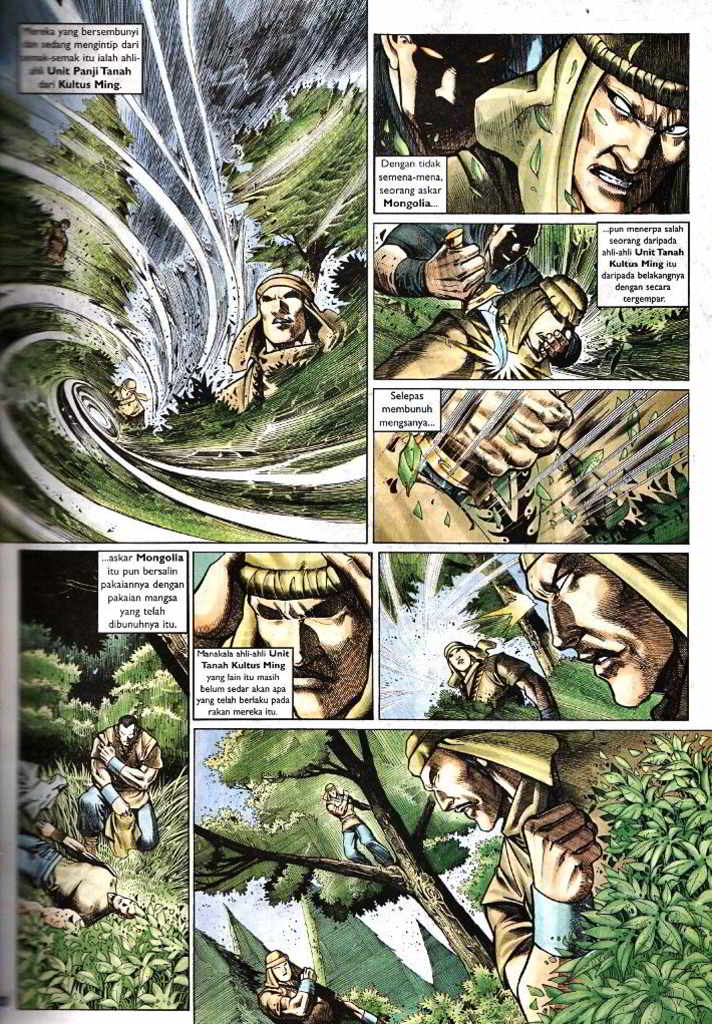 Mereka yang bersembunyi
dan sedang mengintip dari
semak-semak itu ialah ahli-
ahli Unit Panji Tanah
dari Kultus Ming.
Dengan tidak
semena-mena,
seorang askar
Mongolia...
...pun menerpa salah
seorang daripada
ahli-ahli Unit Tanah
Kultus Ming itu
daripada belakangnya
dengan secara
tergempar.
Selepas
membunuh
mengsanya...
...askar Mongolia
itu pun bersalin
pakaiannya dengan
pakaian mangsa
yang telah
dibunuhnya itu.
Manakala ahli-ahli Unit
Tanah Kultus Ming
yang lain itu masih
belum sedar akan apa
yang telah berlaku pada
rakan mereka itu.